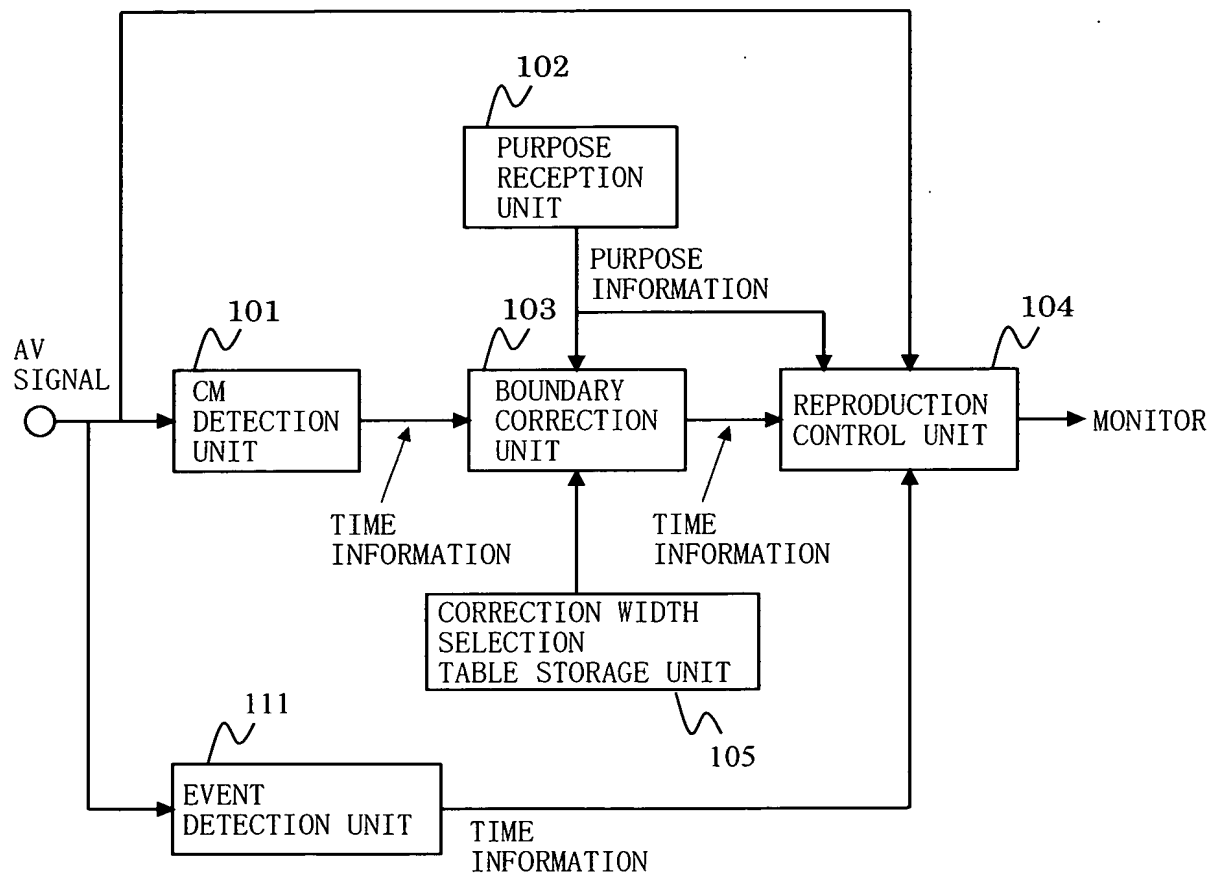 102
PURPOSE
RECEPTION
UNIT
PURPOSE
INFORMATION
101
103
104
AV
SIGNAL
CM
DETECTION
UNIT
BOUNDARY
CORRECTION
UNIT
REPRODUCTION
CONTROL UNIT
MONITOR
TIME
INFORMATION
TIME
INFORMATION
CORRECTION WIDTH
SELECTION
TABLE STORAGE UNIT
105
111
EVENT
DETECTION UNIT
TIME
INFORMATION